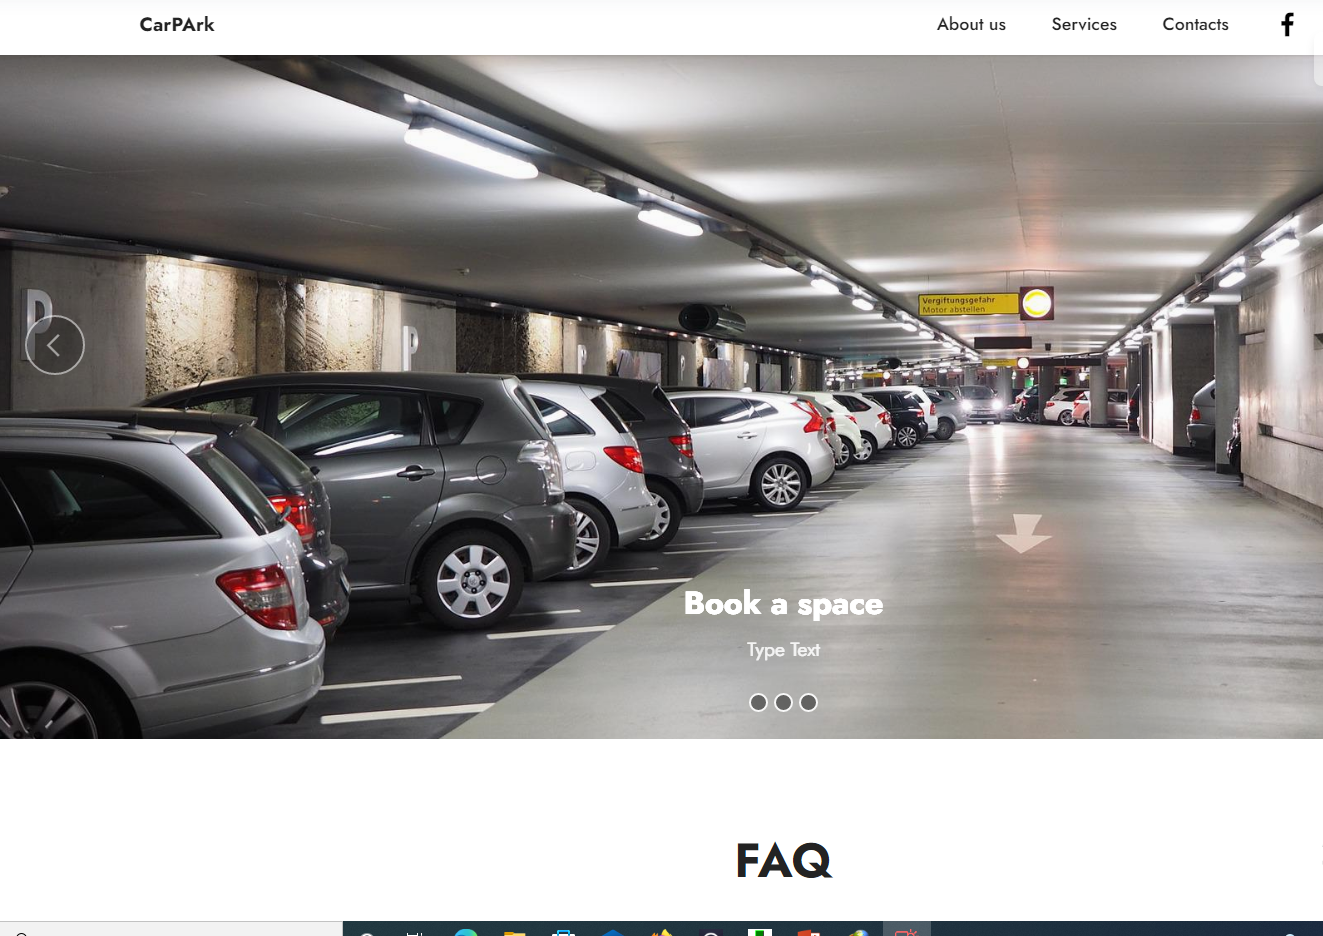 CarPArk
About us
Services
Contacts
P
P
Vergiftungsgefahr
Motor abstellen
Book a space
Type Text
FAQ